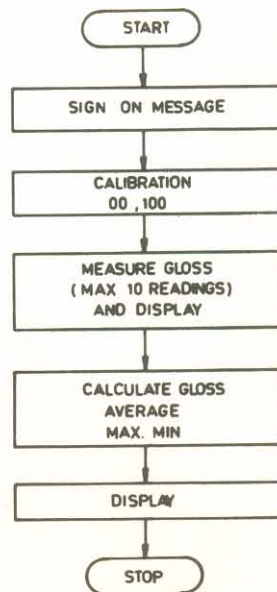 START
SIGN ON MESSAGE
CALIBRATION
00 , 100
MEASURE GLOSS
( MAX 10 READINGS)
AND DISPLAY
CALCULATE GLOSS
AVERAGE
MAX. MIN
DISPLAY
STOP